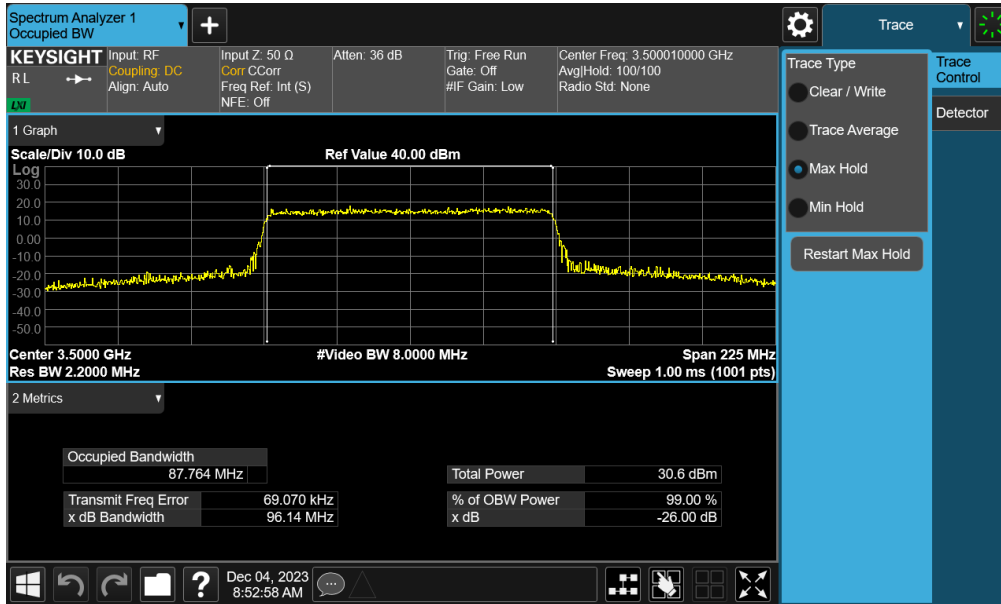 Spectrum Analyzer 1
Occupied BW
Trace
KEYSIGHT
R L
LXI
Input: RF
Coupling: DC
Align: Auto
Input Z: 50 Ω
Corr CCorr
Freq Ref: Int (S)
NFE: Off
Atten: 36 dB
Trig: Free Run
Gate: Off
#IF Gain: Low
Center Freq: 3.500010000 GHz
Avg|Hold: 100/100
Radio Std: None
1 Graph
Scale/Div 10.0 dB
Ref Value 40.00 dBm
Log
30.0
20.0
10.0
0.00
-10.0
-20.0
-30.0
-40.0
-50.0
Center 3.5000 GHz
#Video BW 8.0000 MHz
Span 225 MHz
Res BW 2.2000 MHz
Sweep 1.00 ms (1001 pts)
2 Metrics
Occupied Bandwidth
87.764 MHz
Total Power 30.6 dBm
Transmit Freq Error 69.070 kHz
% of OBW Power 99.00 %
x dB Bandwidth 96.14 MHz
x dB -26.00 dB
Trace Type
Clear / Write
Trace Average
Max Hold
Min Hold
Restart Max Hold
Trace
Control
Detector
?
Dec 04, 2023
8:52:58 AM